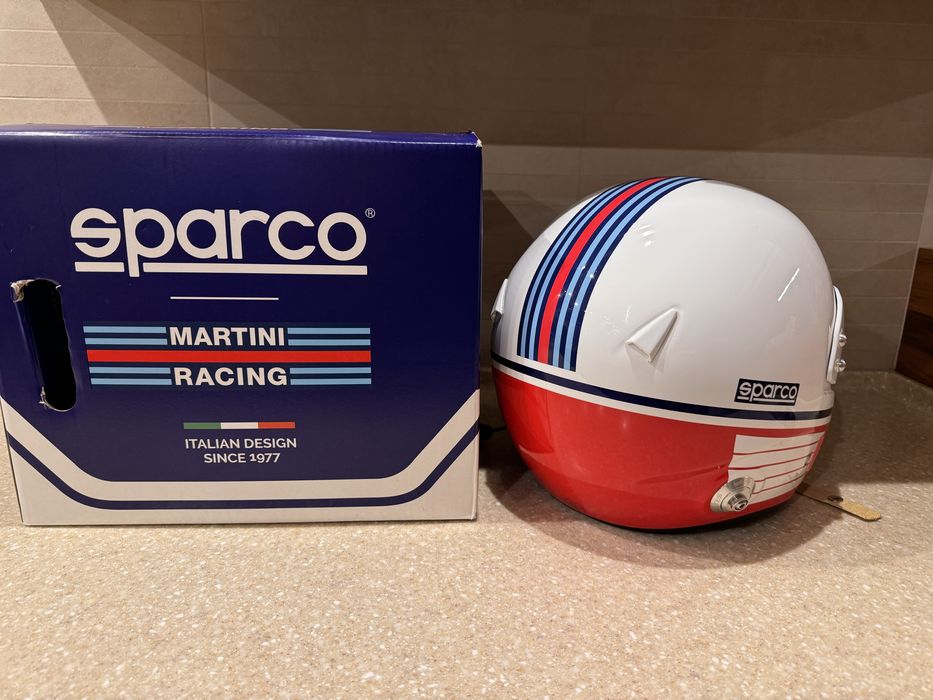 sparco®
MARTINI
RACING
ITALIAN DESIGN
SINCE 1977
sparco